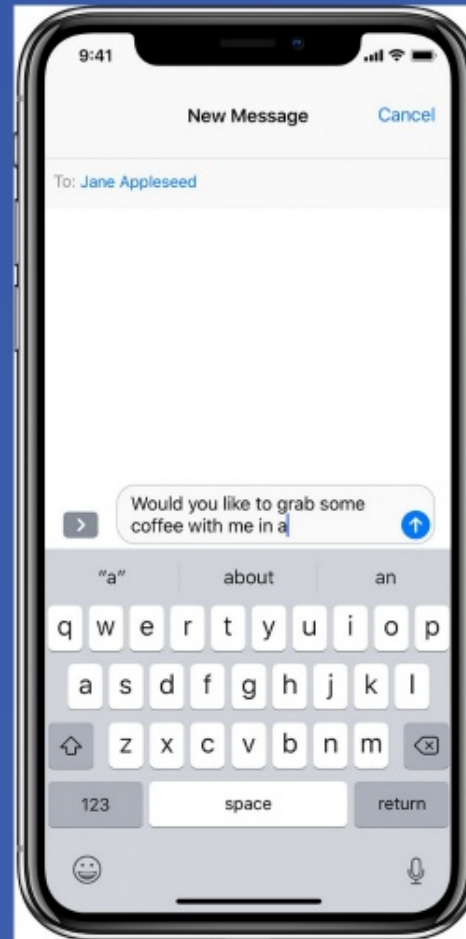 9:41
New Message
Cancel
To: Jane Appleseed
Would you like to grab some
coffee with me in a
"a" about an
q w e r t y u i o p
a s d f g h j k l
z x c v b n m
123 space return